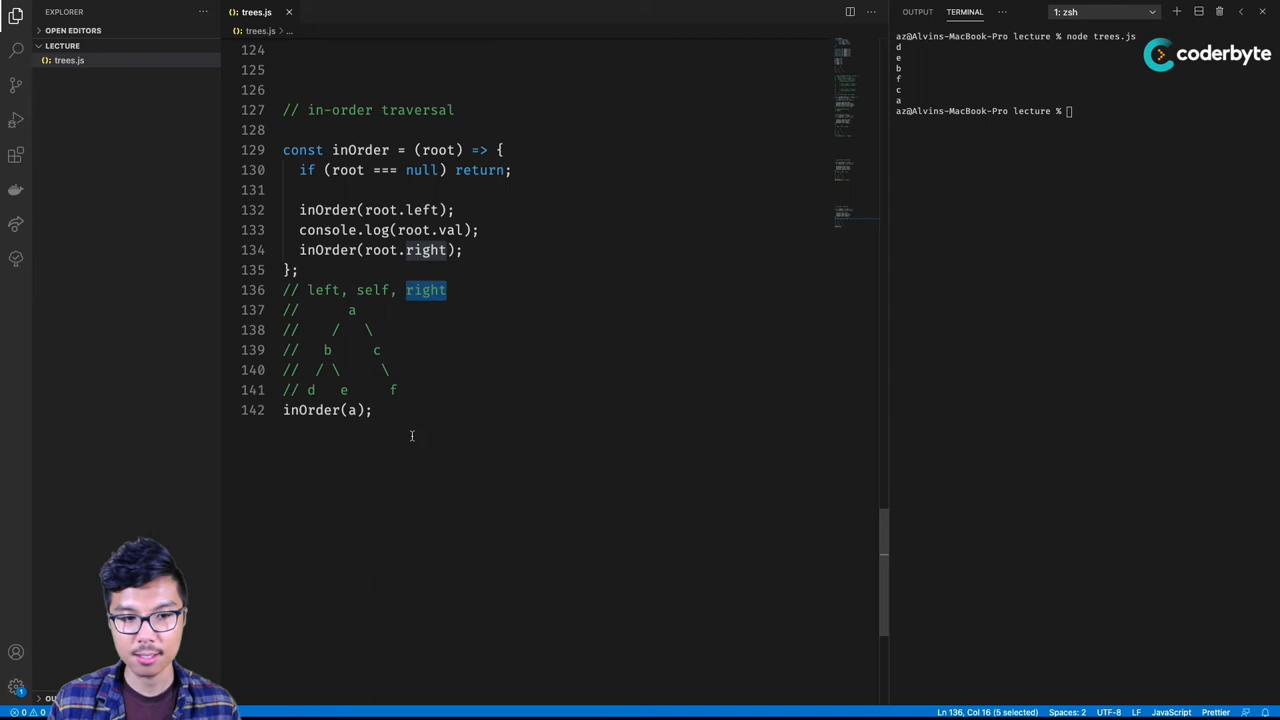 EXPLORER
OPEN EDITORS
LECTURE
trees.js
trees.js
trees.js > ...
124
125
126
127 // in-order traversal
128
129 const inOrder = (root) => {
130 if (root === null) return;
131
132 inOrder(root.left);
133 console.log(root.val);
134 inOrder(root.right);
135 };
136 // left, self, right
137 // a
138 // / \
139 // b c
140 // / \ \
141 // d e f
142 inOrder(a);
OUTPUT TERMINAL 1: zsh
az@Alvins-MacBook-Pro lecture % node trees.js
d
e
b
f
c
a
az@Alvins-MacBook-Pro lecture %
coderbyte
1
0 0
Ln 136, Col 16 (5 selected) Spaces: 2 UTF-8 LF JavaScript Prettier